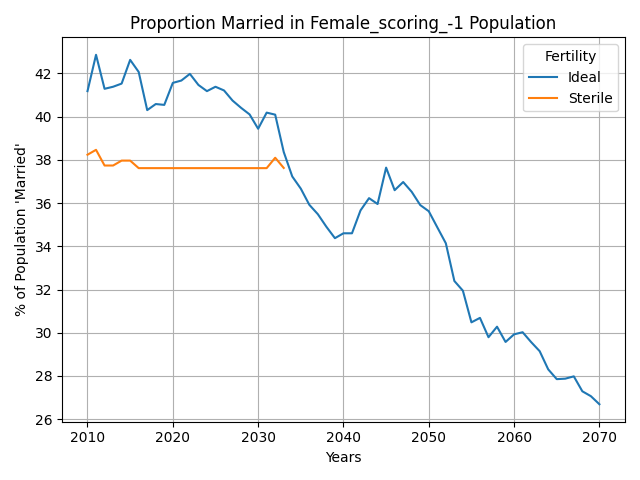 Proportion Married in Female_scoring_-1 Population
Fertility
Ideal
Sterile
% of Population 'Married'
42
40
38
36
34
32
30
28
26
2010
2020
2030
2040
2050
2060
2070
Years